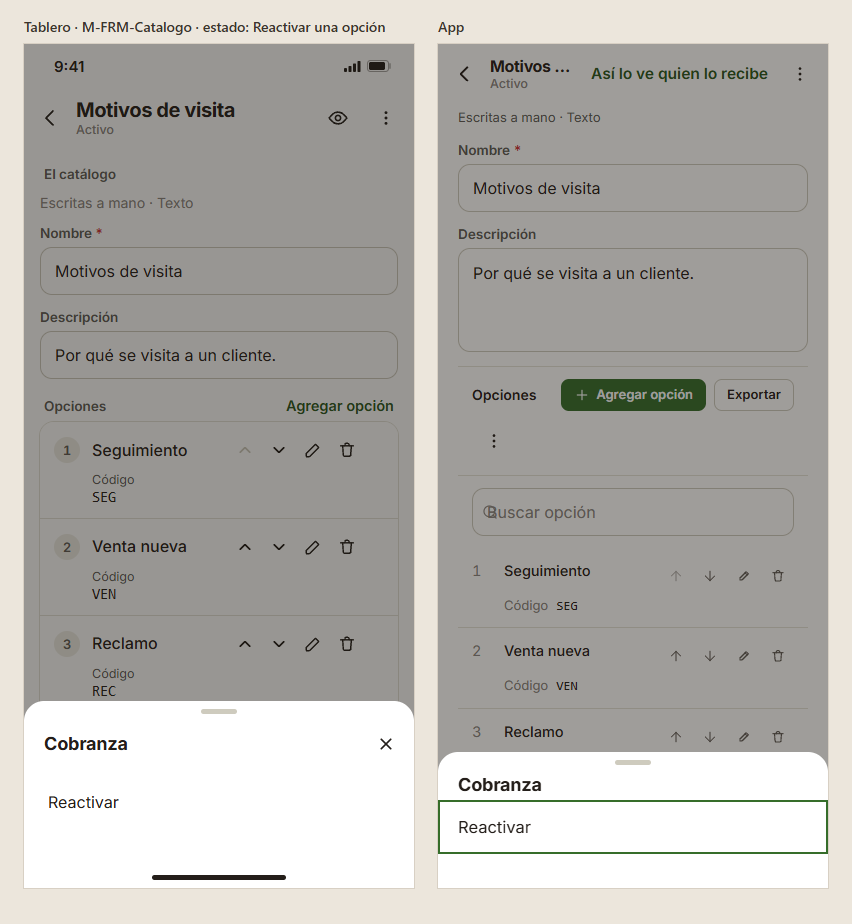 Tablero · M-FRM-Catalogo · estado: Reactivar una opción
9:41
Motivos de visita
Activo
El catálogo
Escritas a mano · Texto
Nombre *
Motivos de visita
Descripción
Por qué se visita a un cliente.
Opciones
Agregar opción
1
Seguimiento
Código
SEG
2
Venta nueva
Código
VEN
3
Reclamo
Código
REC
Cobranza
Reactivar
App
Motivos ...
Activo
Así lo ve quien lo recibe
Escritas a mano · Texto
Nombre *
Motivos de visita
Descripción
Por qué se visita a un cliente.
Opciones
Agregar opción
Exportar
Buscar opción
1 Seguimiento
Código SEG
2 Venta nueva
Código VEN
3 Reclamo
Cobranza
Reactivar